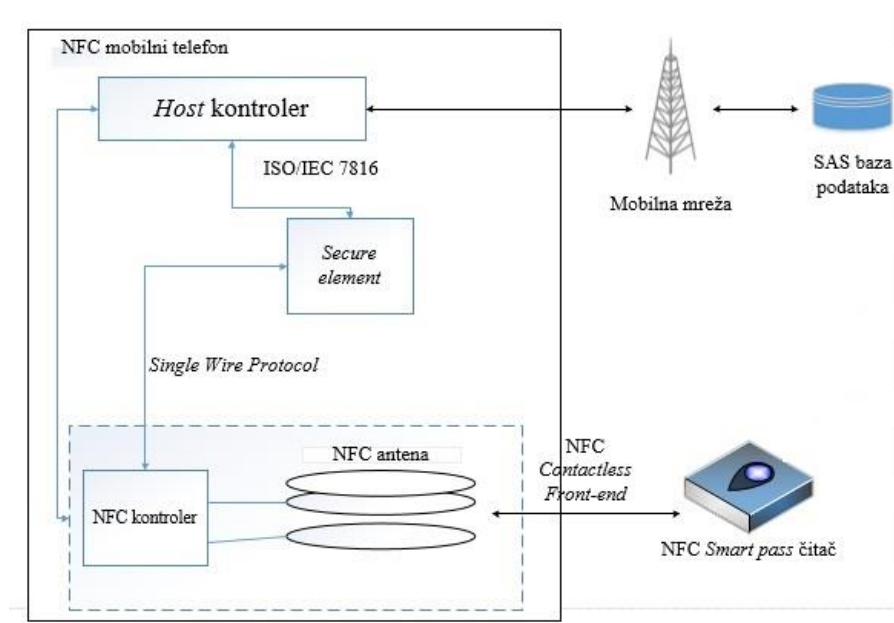 NFC mobilni telefon
Host kontroler
ISO/IEC 7816
Secure
element
Single Wire Protocol
NFC antena
NFC kontroler
NFC
Contactless
Front-end
Mobilna mreža
SAS baza
podataka
NFC Smart pass čitač